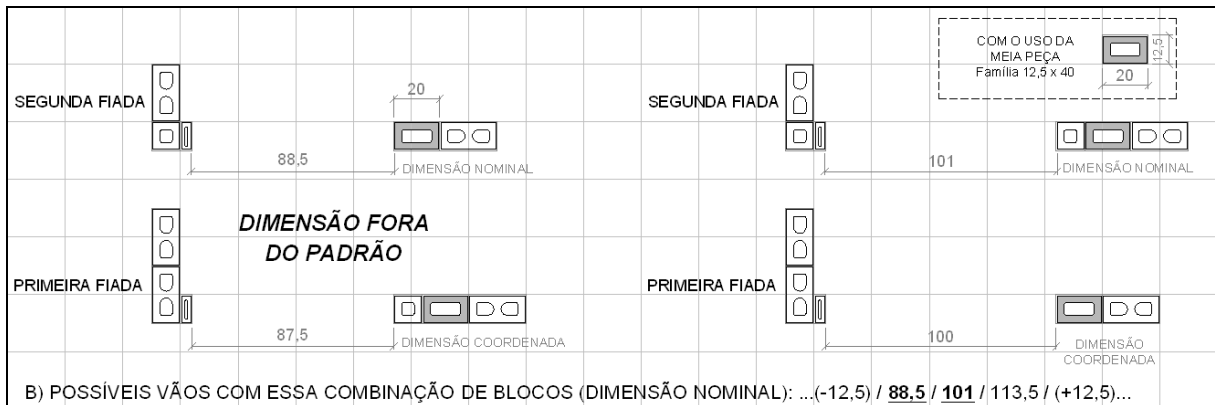 COM O USO DA
MEIA PEÇA
Família 12,5 x 40
12,5
20
SEGUNDA FIADA
20
88,5
DIMENSÃO NOMINAL
SEGUNDA FIADA
101
DIMENSÃO NOMINAL
DIMENSÃO FORA
DO PADRÃO
PRIMEIRA FIADA
87,5
DIMENSÃO COORDENADA
PRIMEIRA FIADA
100
DIMENSÃO
COORDENADA
B) POSSÍVEIS VÃOS COM ESSA COMBINAÇÃO DE BLOCOS (DIMENSÃO NOMINAL): ...(-12,5) / 88,5 / 101 / 113,5 / (+12,5)...